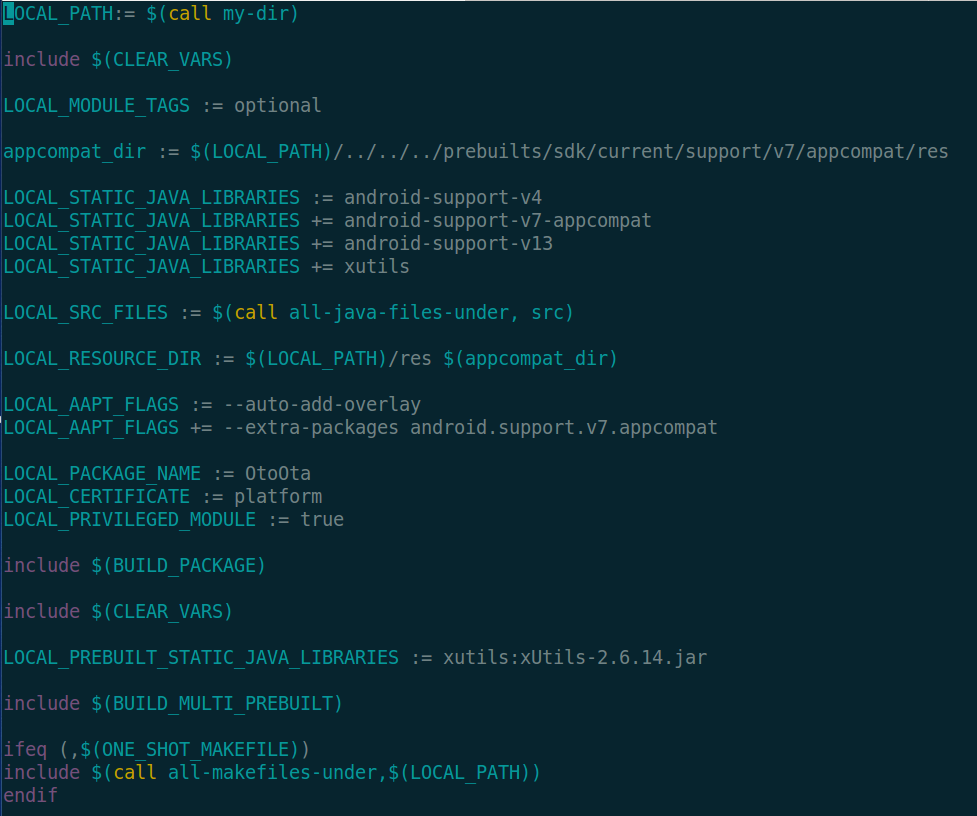 LOCAL_PATH:= $(call my-dir)
include $(CLEAR_VARS)
LOCAL_MODULE_TAGS := optional
appcompat_dir := $(LOCAL_PATH)/../../../prebuilts/sdk/current/support/v7/appcompat/res
LOCAL_STATIC_JAVA_LIBRARIES := android-support-v4
LOCAL_STATIC_JAVA_LIBRARIES += android-support-v7-appcompat
LOCAL_STATIC_JAVA_LIBRARIES += android-support-v13
LOCAL_STATIC_JAVA_LIBRARIES += xutils
LOCAL_SRC_FILES := $(call all-java-files-under, src)
LOCAL_RESOURCE_DIR := $(LOCAL_PATH)/res $(appcompat_dir)
LOCAL_AAPT_FLAGS := --auto-add-overlay
LOCAL_AAPT_FLAGS += --extra-packages android.support.v7.appcompat
LOCAL_PACKAGE_NAME := OtoOta
LOCAL_CERTIFICATE := platform
LOCAL_PRIVILEGED_MODULE := true
include $(BUILD_PACKAGE)
include $(CLEAR_VARS)
LOCAL_PREBUILT_STATIC_JAVA_LIBRARIES := xutils:xUtils-2.6.14.jar
include $(BUILD_MULTI_PREBUILT)
ifeq (,$(ONE_SHOT_MAKEFILE))
include $(call all-makefiles-under,$(LOCAL_PATH))
endif